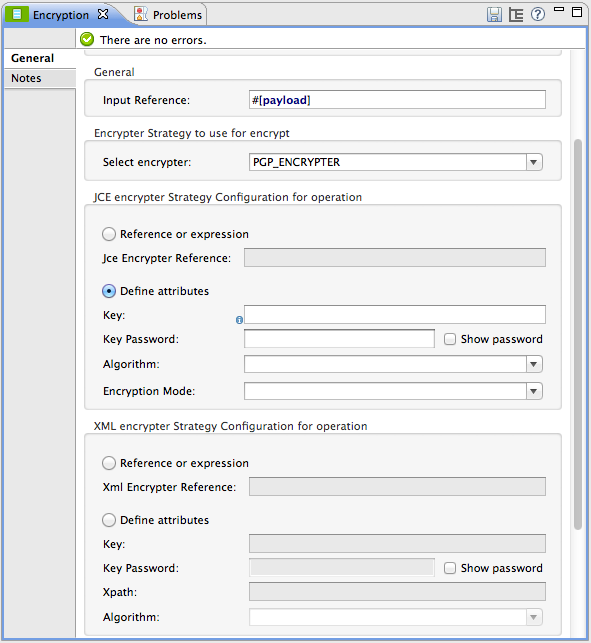 Encryption Problems
There are no errors.
General
Notes
General
Input Reference: #[payload]
Encrypter Strategy to use for encrypt
Select encrypter: PGP_ENCRYPTER
JCE encrypter Strategy Configuration for operation
Reference or expression
Jce Encrypter Reference:
Define attributes
Key:
Key Password: Show password
Algorithm:
Encryption Mode:
XML encrypter Strategy Configuration for operation
Reference or expression
Xml Encrypter Reference:
Define attributes
Key:
Key Password: Show password
Xpath:
Algorithm: